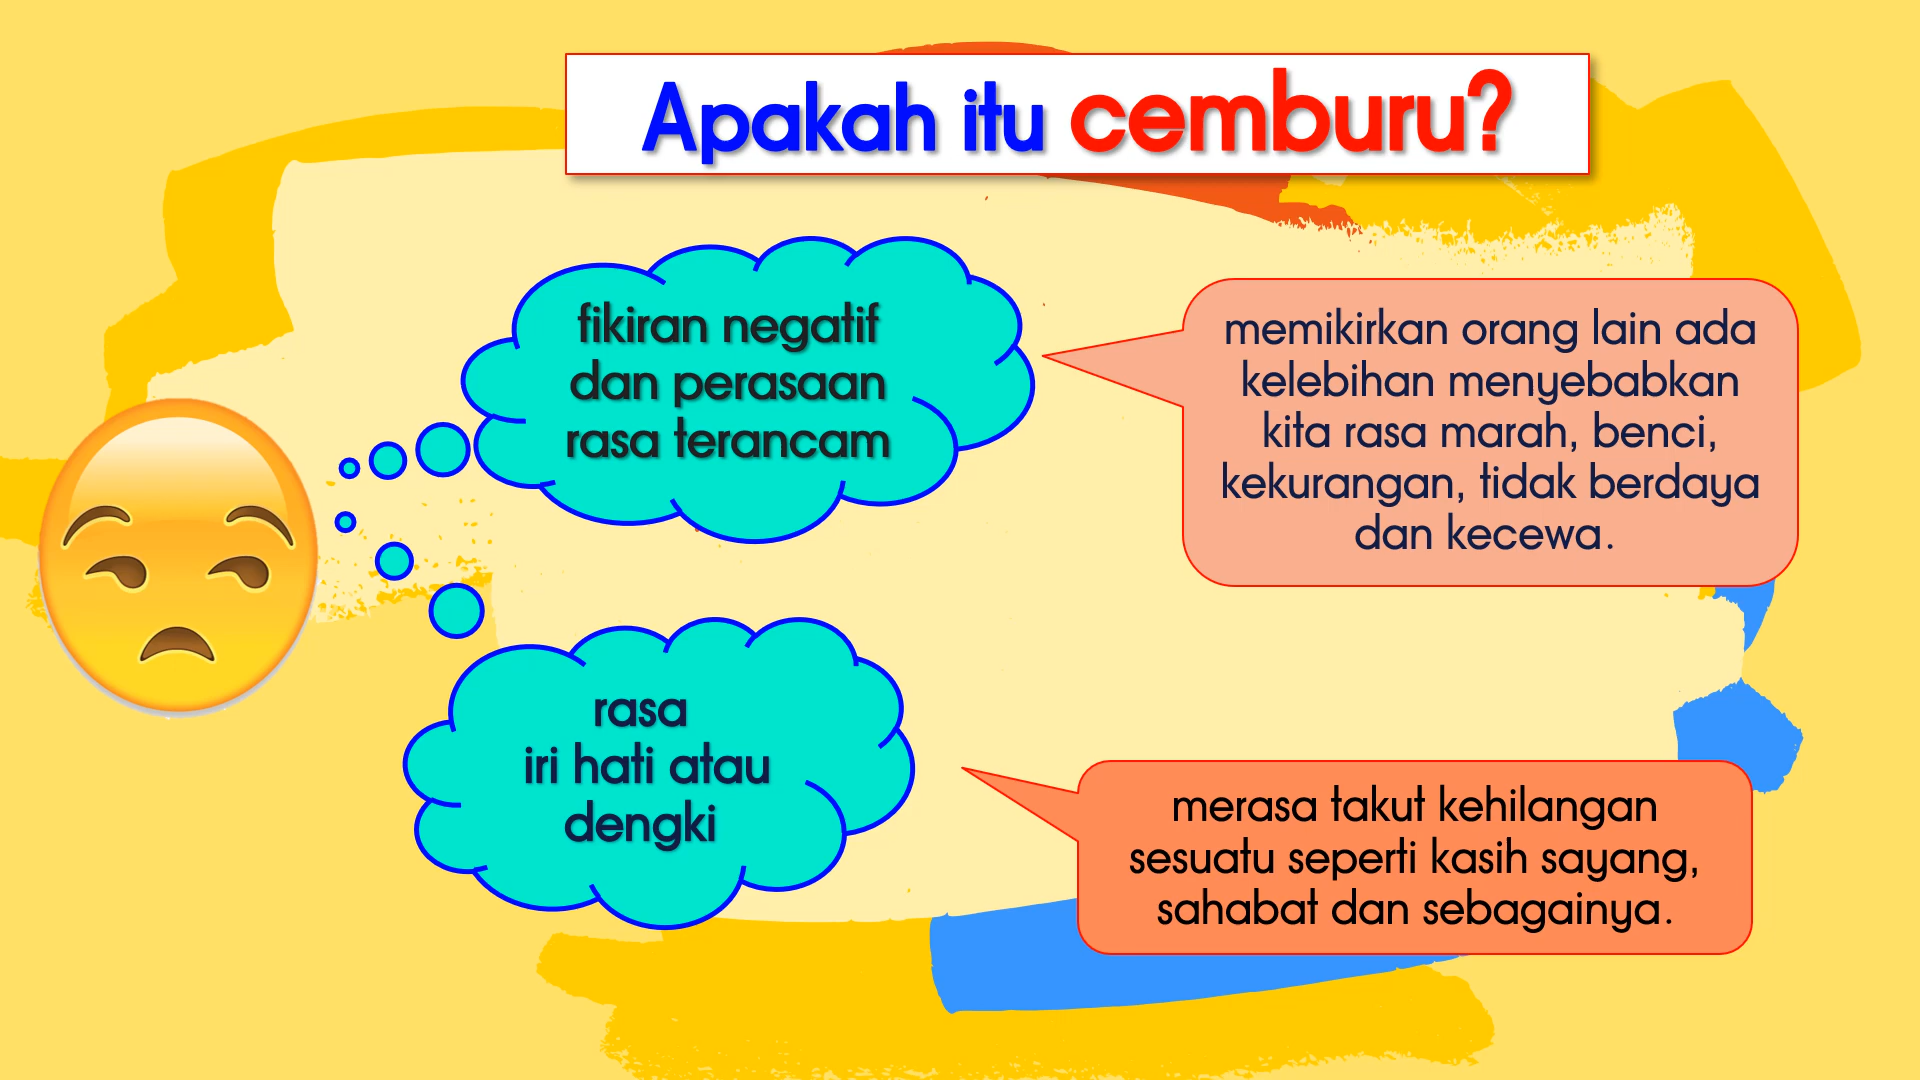 Apakah itu cemburu?
fikiran negatif
dan perasaan
rasa terancam
memikirkan orang lain ada
kelebihan menyebabkan
kita rasa marah, benci,
kekurangan, tidak berdaya
dan kecewa.
rasa
iri hati atau
dengki
merasa takut kehilangan
sesuatu seperti kasih sayang,
sahabat dan sebagainya.